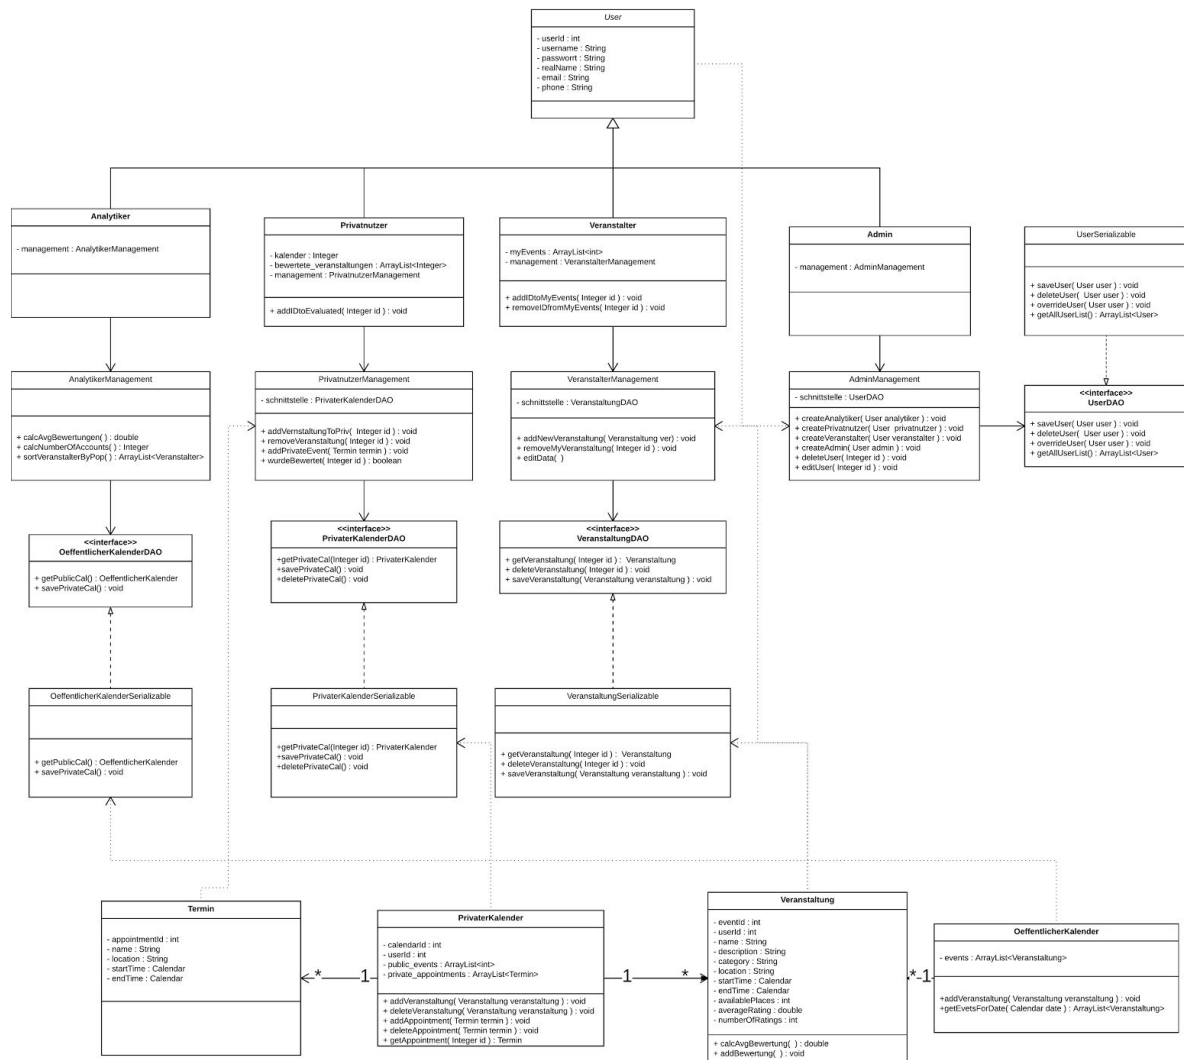 User
- userId : int
- username : String
- passworrt : String
- realName : String
- email : String
- phone : String
Analytiker
- management : AnalytikerManagement
Privatnutzer
- kalender : Integer
- bewertete_veranstaltungen : ArrayList<Integer>
- management : PrivatnutzerManagement
+ addIDtoEvaluated( Integer id ) : void
Veranstalter
- myEvents : ArrayList<int>
- management : VeranstalterManagement
+ addIDtoMyEvents( Integer id ) : void
+ removeIDfromMyEvents( Integer id ) : void
Admin
- management : AdminManagement
UserSerializable
+ saveUser( User user ) : void
+ deleteUser( User user ) : void
+ overrideUser( User user ) : void
+ getAllUserList() : ArrayList<User>
AnalytikerManagement
+ calcAvgBewertungen( ) : double
+ calcNumberOfAccounts( ) : Integer
+ sortVeranstalterByPop( ) : ArrayList<Veranstalter>
PrivatnutzerManagement
- schnittstelle : PrivaterKalenderDAO
+ addVernstaltungToPriv( Integer id ) : void
+ removeVeranstaltung( Integer id ) : void
+ addPrivateEvent( Termin termin ) : void
+ wurdeBewertet( Integer id ) : boolean
VeranstalterManagement
- schnittstelle : VeranstaltungDAO
+ addNewVeranstaltung( Veranstaltung ver) : void
+ removeMyVeranstaltung( Integer id ) : void
+ editData( )
AdminManagement
- schnittstelle : UserDAO
+ createAnalytiker( User analytiker ) : void
+ createPrivatnutzer( User privatnutzer ) : void
+ createVeranstalter( User veranstalter ) : void
+ createAdmin( User admin ) : void
+ deleteUser( Integer id ) : void
+ editUser( Integer id ) : void
<<interface>>
UserDAO
+ saveUser( User user ) : void
+ deleteUser( User user ) : void
+ overrideUser( User user ) : void
+ getAllUserList() : ArrayList<User>
<<interface>>
OeffentlicherKalenderDAO
+ getPublicCal() : OeffentlicherKalender
+ savePrivateCal() : void
<<interface>>
PrivaterKalenderDAO
+getPrivateCal(Integer id) : PrivaterKalender
+savePrivateCal() : void
+deletePrivateCal() : void
<<interface>>
VeranstaltungDAO
+ getVeranstaltung( Integer id ) : Veranstaltung
+ deleteVeranstaltung( Integer id ) : void
+ saveVeranstaltung( Veranstaltung veranstaltung ) : void
OeffentlicherKalenderSerializable
+ getPublicCal() : OeffentlicherKalender
+ savePrivateCal() : void
PrivaterKalenderSerializable
+getPrivateCal(Integer id) : PrivaterKalender
+savePrivateCal() : void
+deletePrivateCal() : void
VeranstaltungSerializable
+ getVeranstaltung( Integer id ) : Veranstaltung
+ deleteVeranstaltung( Integer id ) : void
+ saveVeranstaltung( Veranstaltung veranstaltung ) : void
Termin
- appointmentId : int
- name : String
- location : String
- startTime : Calendar
- endTime : Calendar
* 1
PrivaterKalender
- calendarId : int
- userId : int
- public_events : ArrayList<int>
- private_appointments : ArrayList<Termin>
+ addVeranstaltung( Veranstaltung veranstaltung ) : void
+ deleteVeranstaltung( Veranstaltung veranstaltung ) : void
+ addAppointment( Termin termin ) : void
+ deleteAppointment( Termin termin ) : void
+ getAppointment( Integer id ) : Termin
1 *
Veranstaltung
- eventId : int
- userId : int
- name : String
- description : String
- category : String
- location : String
- startTime : Calendar
- endTime : Calendar
- availablePlaces : int
- averageRating : double
- numberOfRatings : int
+ calcAvgBewertung( ) : double
+ addBewertung( ) : void
* 1
OeffentlicherKalender
- events : ArrayList<Veranstaltung>
+addVeranstaltung( Veranstaltung veranstaltung ) : void
+getEvetsForDate( Calendar date ) : ArrayList<Veranstaltung>